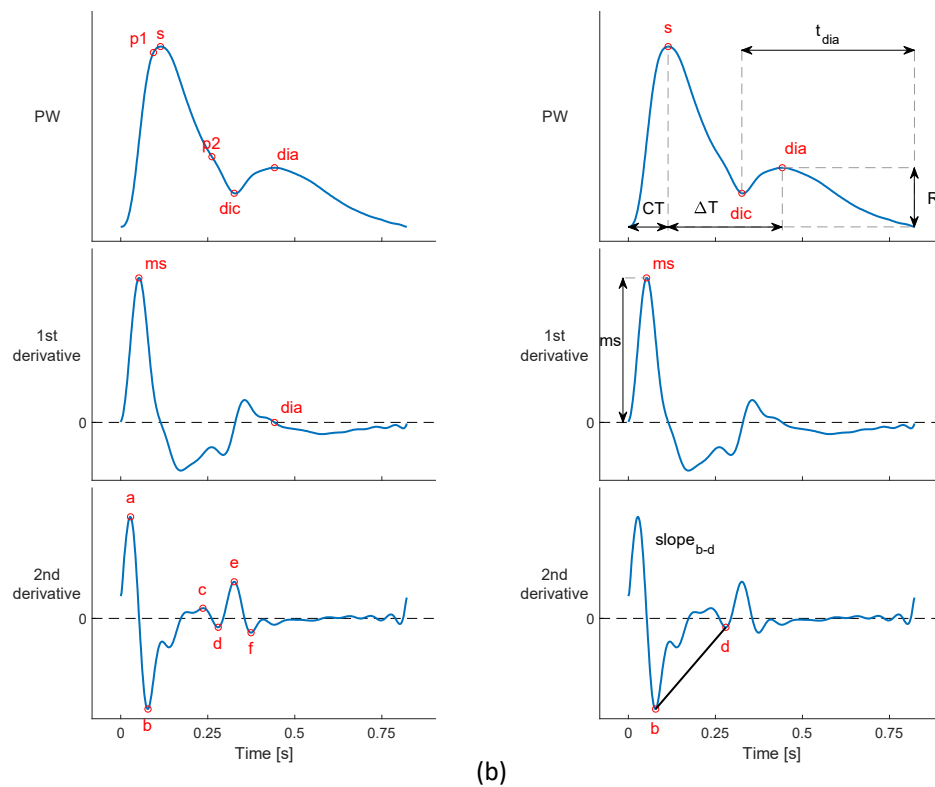 p1
s
PW
p2
dia
dic
s
t_dia
PW
dia
CT
ΔT
dic
R
ms
1st
derivative
dia
0
ms
1st
derivative
ms
0
a
2nd
derivative
c
e
0
d
f
b
0
0.25
0.5
0.75
Time [s]
slope_b-d
2nd
derivative
0
d
b
0
0.25
0.5
0.75
Time [s]
(b)